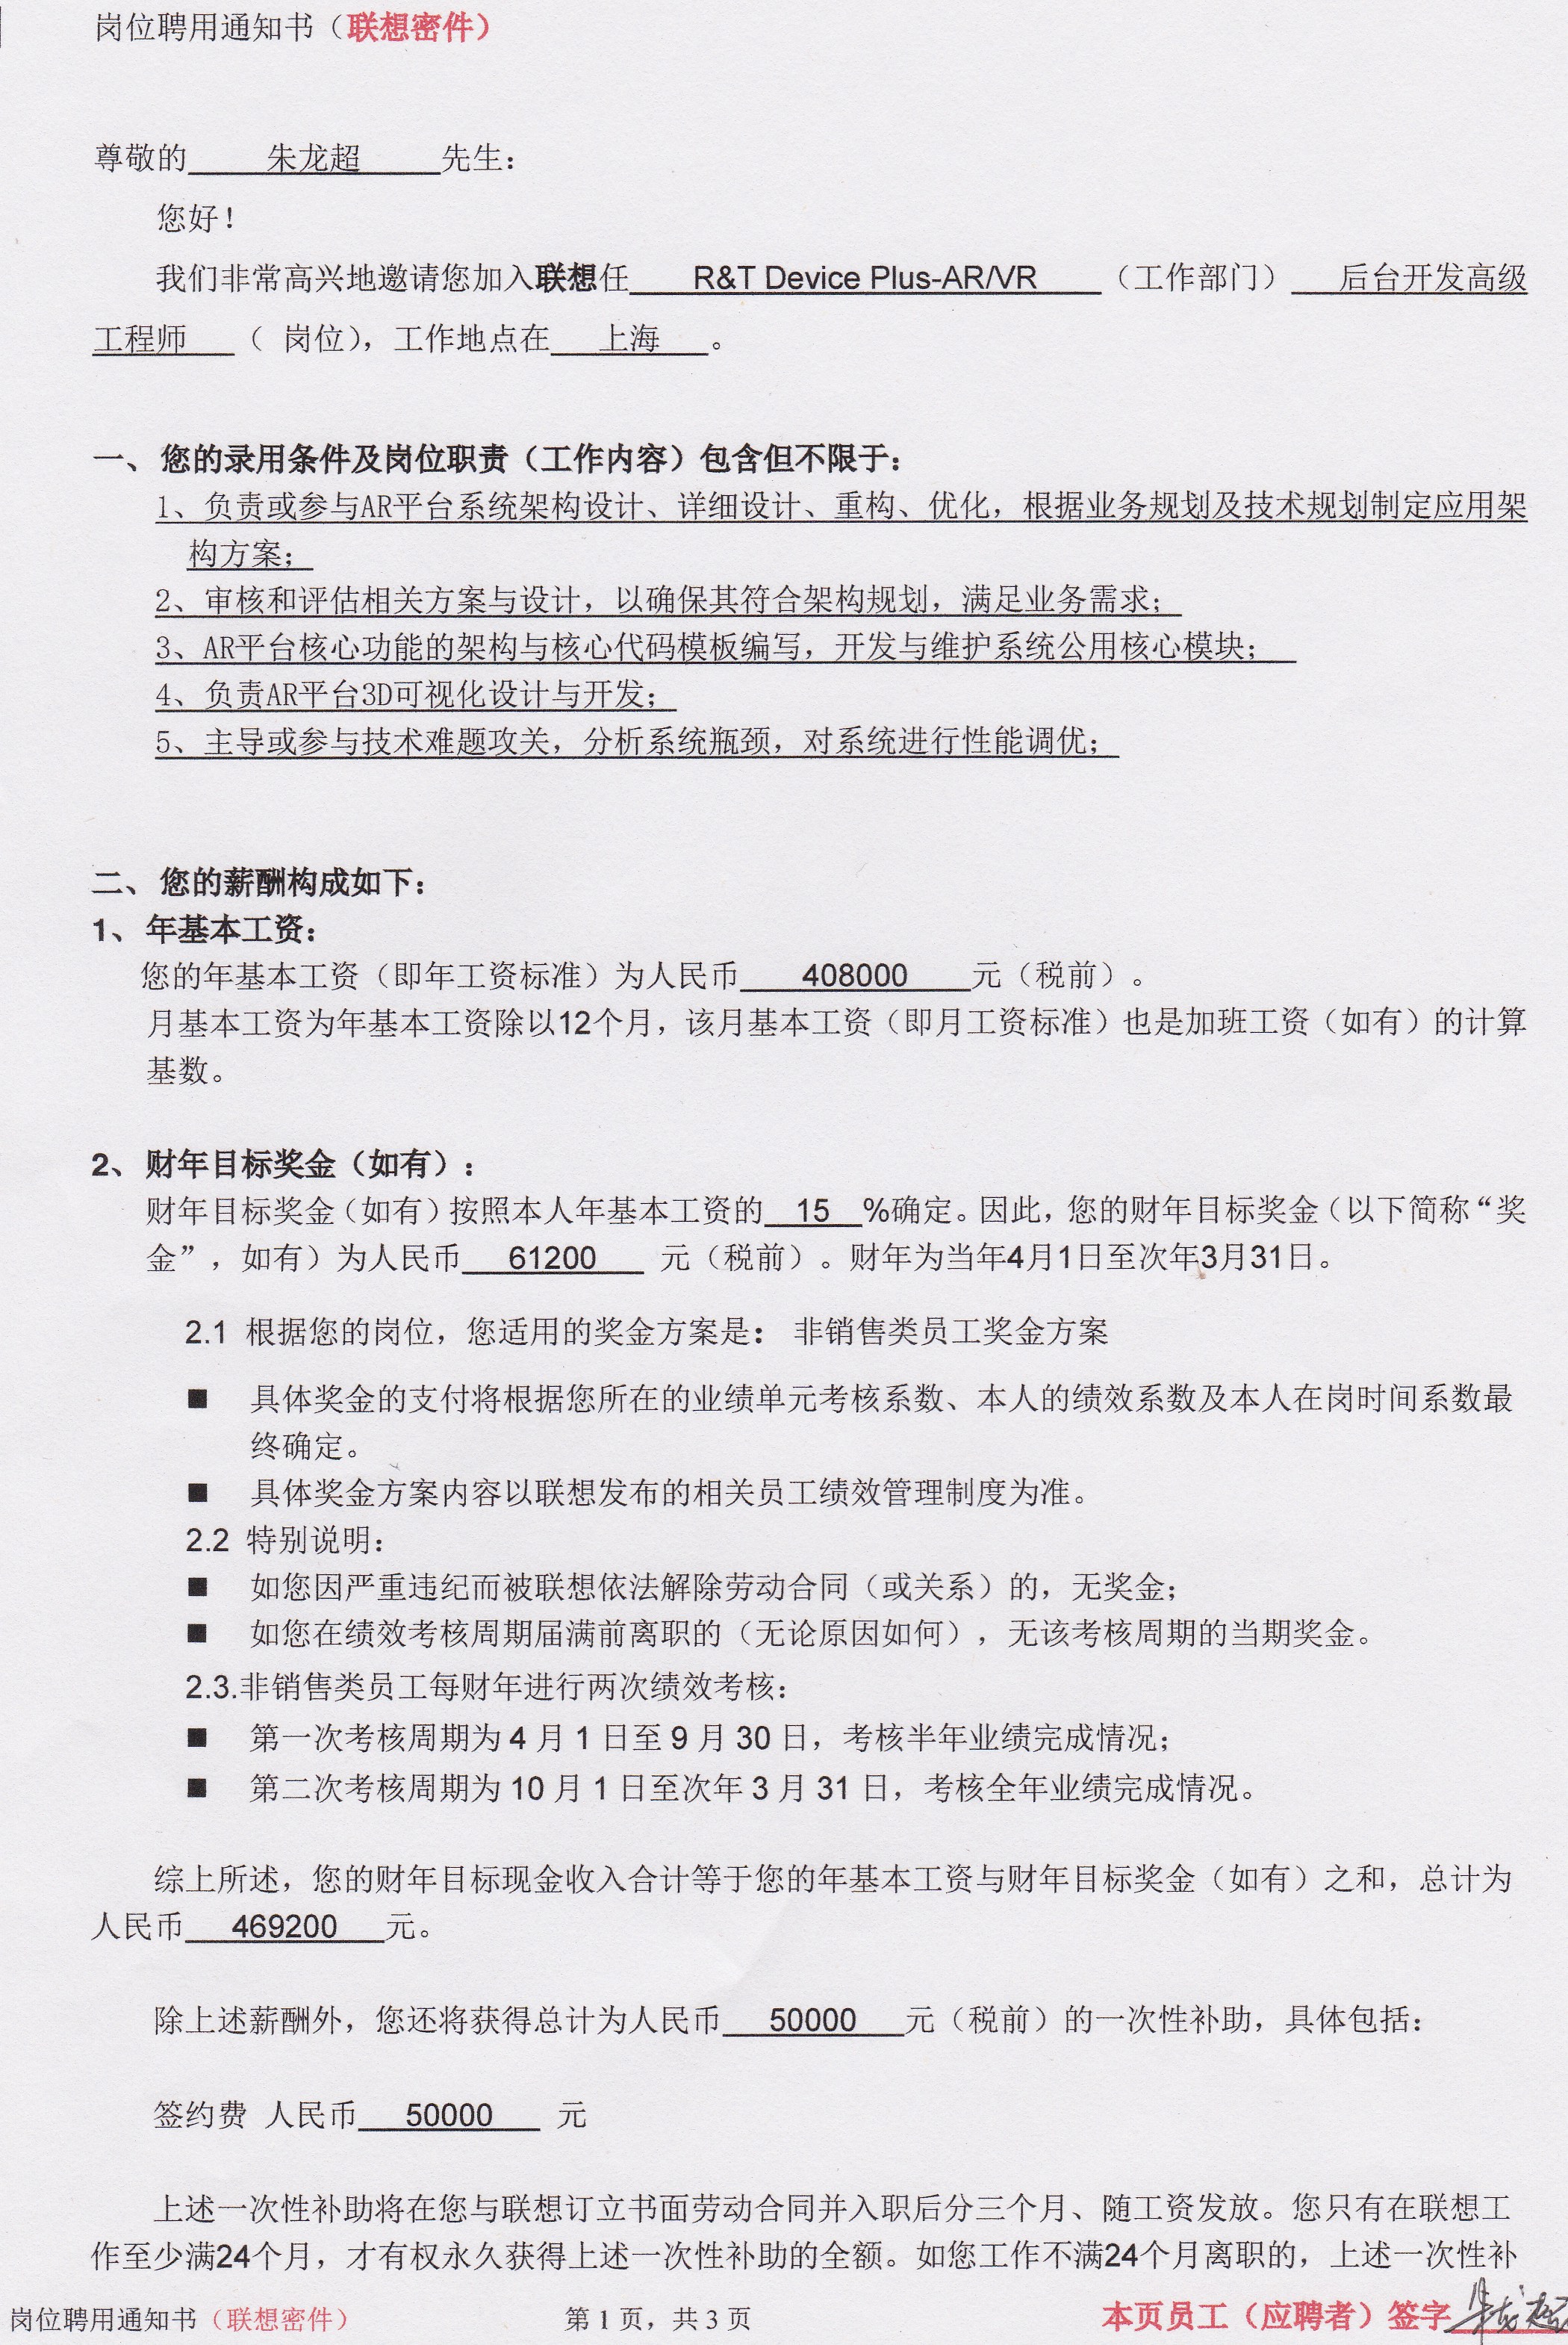 岗位聘用通知书（联想密件）
尊敬的 朱龙超 先生：
您好！
我们非常高兴地邀请您加入联想任 R&T Device Plus-AR/VR （工作部门） 后台开发高级
工程师 （ 岗位），工作地点在 上海 。
一、 您的录用条件及岗位职责（工作内容）包含但不限于：
1、负责或参与AR平台系统架构设计、详细设计、重构、优化，根据业务规划及技术规划制定应用架
构方案；
2、审核和评估相关方案与设计，以确保其符合架构规划，满足业务需求；
3、AR平台核心功能的架构与核心代码模板编写，开发与维护系统公用核心模块；
4、负责AR平台3D可视化设计与开发；
5、主导或参与技术难题攻关，分析系统瓶颈，对系统进行性能调优；
二、 您的薪酬构成如下：
1、 年基本工资：
您的年基本工资（即年工资标准）为人民币 408000 元（税前）。
月基本工资为年基本工资除以12个月，该月基本工资（即月工资标准）也是加班工资（如有）的计算
基数。
2、 财年目标奖金（如有）：
财年目标奖金（如有）按照本人年基本工资的 15 %确定。因此，您的财年目标奖金（以下简称“奖
金”，如有）为人民币 61200 元（税前）。财年为当年4月1日至次年3月31日。
2.1 根据您的岗位，您适用的奖金方案是： 非销售类员工奖金方案
■ 具体奖金的支付将根据您所在的业绩单元考核系数、本人的绩效系数及本人在岗时间系数最
终确定。
■ 具体奖金方案内容以联想发布的相关员工绩效管理制度为准。
2.2 特别说明：
■ 如您因严重违纪而被联想依法解除劳动合同（或关系）的，无奖金；
■ 如您在绩效考核周期届满前离职的（无论原因如何），无该考核周期的当期奖金。
2.3.非销售类员工每财年进行两次绩效考核：
■ 第一次考核周期为 4 月 1 日至 9 月 30 日，考核半年业绩完成情况；
■ 第二次考核周期为 10 月 1 日至次年 3 月 31 日，考核全年业绩完成情况。
综上所述，您的财年目标现金收入合计等于您的年基本工资与财年目标奖金（如有）之和，总计为
人民币 469200 元。
除上述薪酬外，您还将获得总计为人民币 50000 元（税前）的一次性补助，具体包括：
签约费 人民币 50000 元
上述一次性补助将在您与联想订立书面劳动合同并入职后分三个月、随工资发放。您只有在联想工
作至少满24个月，才有权永久获得上述一次性补助的全额。如您工作不满24个月离职的，上述一次性补
岗位聘用通知书（联想密件） 第 1 页，共 3 页 本页员工（应聘者）签字 朱龙超